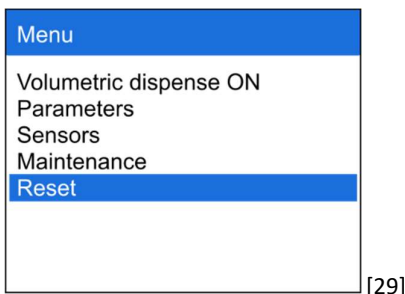 Menu
Volumetric dispense ON
Parameters
Sensors
Maintenance
Reset
[29]